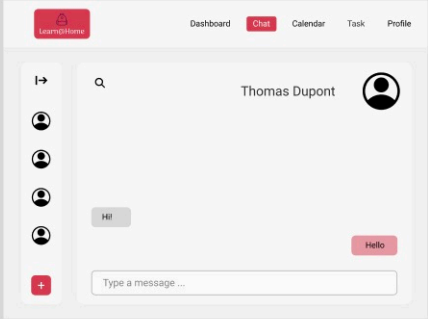 Learn@Home
Dashboard Chat Calendar Task Profile
Thomas Dupont
Hi!
Hello
Type a message ...